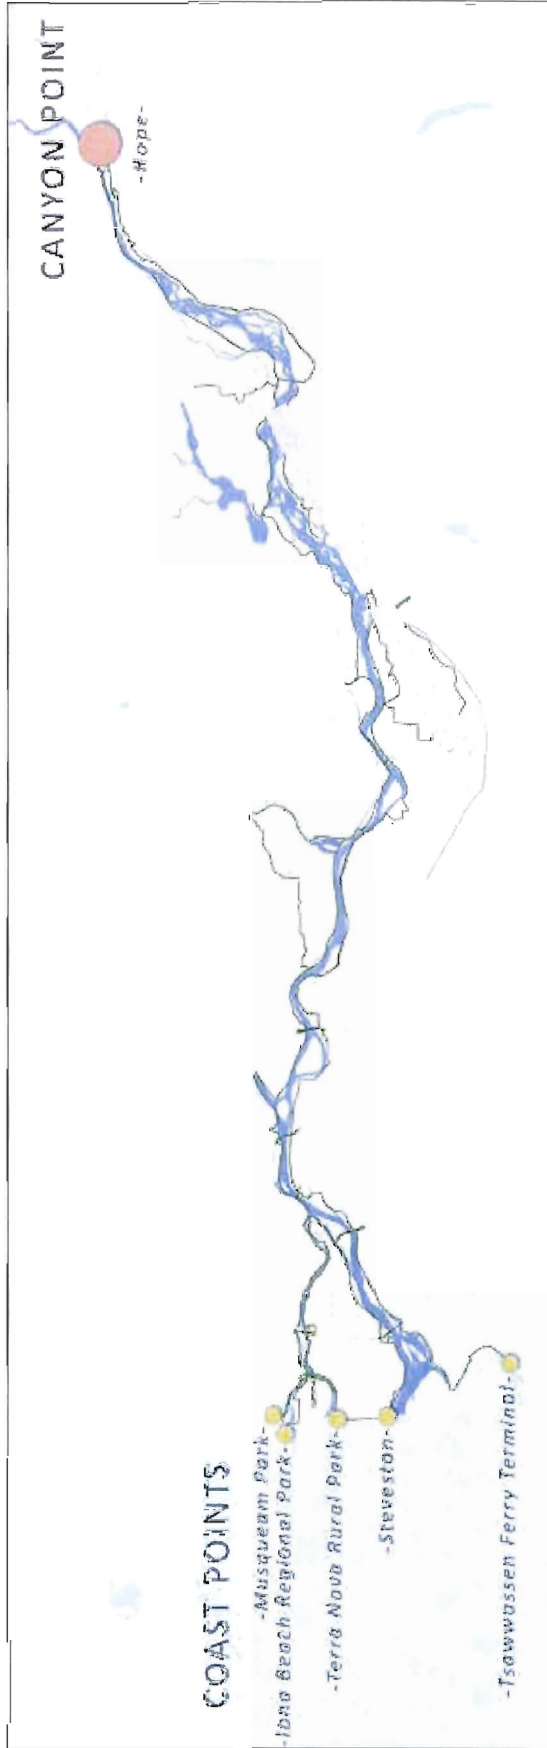 CANYON POINT
-Hope-
COAST POINTS
-Musqueam Park-
-Iona Beach Regional Park-
-Terra Nova Rural Park-
-Steveston-
-Tsawwassen Ferry Terminal-